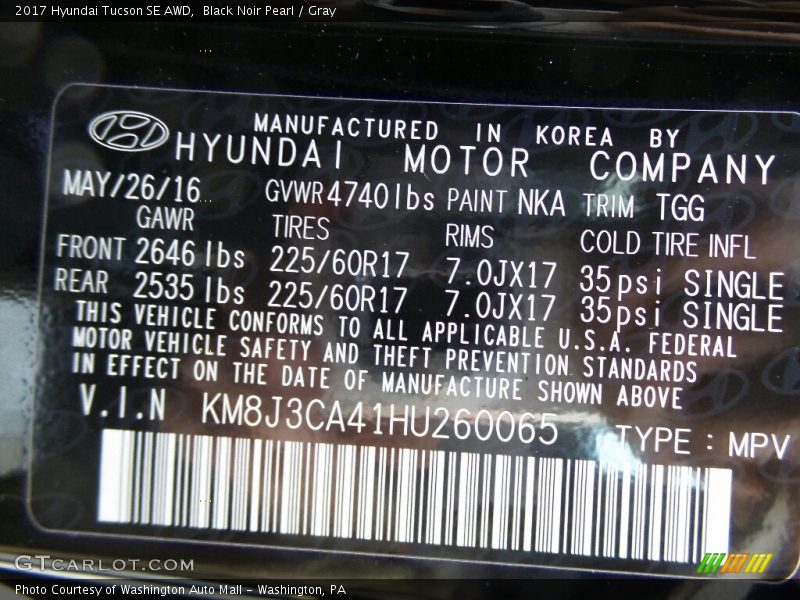 2017 Hyundai Tucson SE AWD, Black Noir Pearl / Gray
MANUFACTURED IN KOREA BY
HYUNDAI MOTOR COMPANY
MAY/26/16 GVWR4740lbs PAINT NKA TRIM TGG
GAWR TIRES RIMS COLD TIRE INFL
FRONT 2646 lbs 225/60R17 7.0JX17 35psi SINGLE
REAR 2535 lbs 225/60R17 7.0JX17 35psi SINGLE
THIS VEHICLE CONFORMS TO ALL APPLICABLE U.S.A. FEDERAL
MOTOR VEHICLE SAFETY AND THEFT PREVENTION STANDARDS
IN EFFECT ON THE DATE OF MANUFACTURE SHOWN ABOVE
V.I.N KM8J3CA41HU260065 TYPE : MPV
GTCARLOT.COM
Photo Courtesy of Washington Auto Mall - Washington, PA